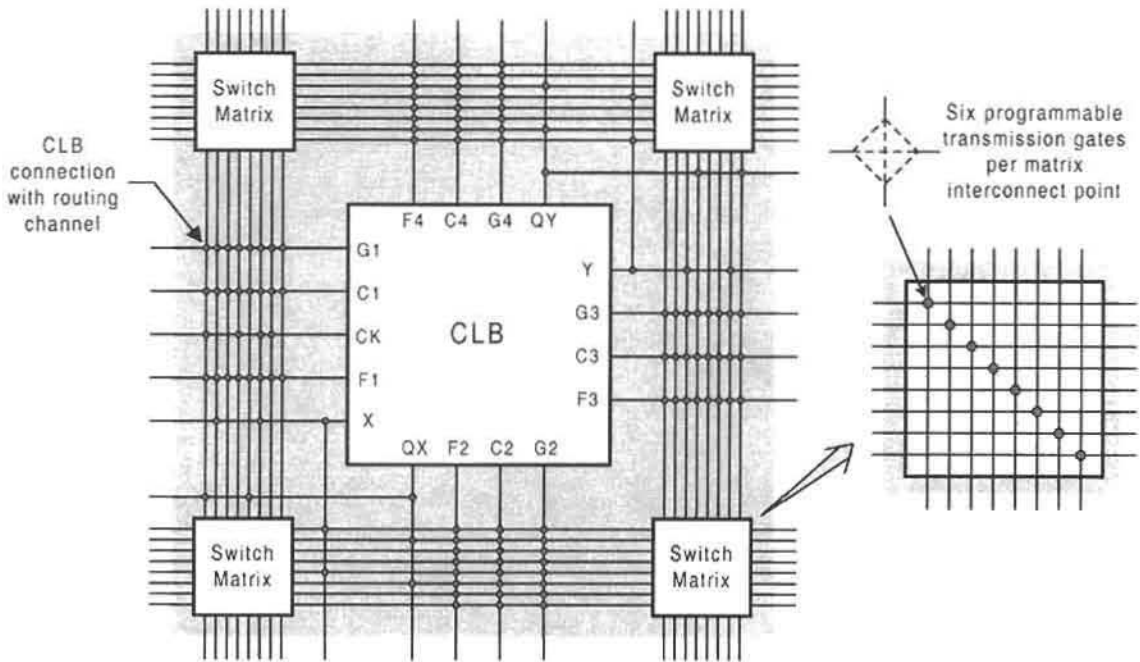 Switch
Matrix
Switch
Matrix
CLB
connection
with routing
channel
Six programmable
transmission gates
per matrix
interconnect point
F4 C4 G4 QY
G1
C1
CK
F1
X
CLB
Y
G3
C3
F3
QX F2 C2 G2
Switch
Matrix
Switch
Matrix